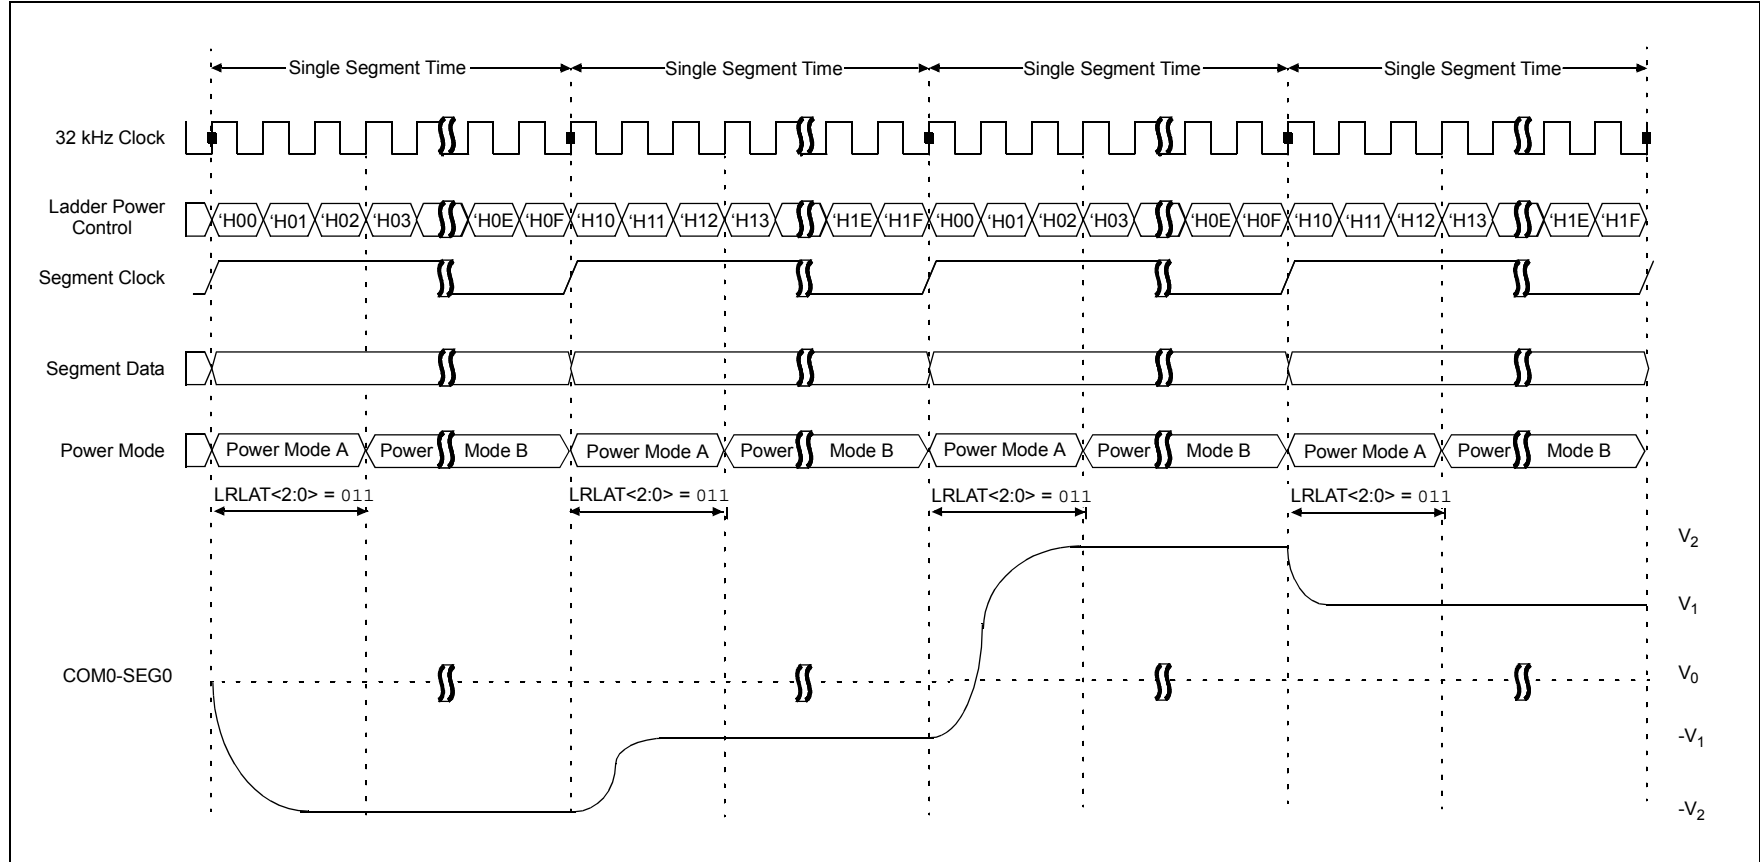 Single Segment Time Single Segment Time Single Segment Time Single Segment Time
32 kHz Clock
Ladder Power
Control
‘H00 ‘H01 ‘H02 ‘H03 ‘H0E ‘H0F ‘H10 ‘H11 ‘H12 ‘H13 ‘H1E ‘H1F ‘H00 ‘H01 ‘H02 ‘H03 ‘H0E ‘H0F ‘H10 ‘H11 ‘H12 ‘H13 ‘H1E ‘H1F
Segment Clock
Segment Data
Power Mode Power Mode A Power Mode B Power Mode A Power Mode B Power Mode A Power Mode B Power Mode A Power Mode B
LRLAT<2:0> = 011 LRLAT<2:0> = 011 LRLAT<2:0> = 011 LRLAT<2:0> = 011
V2
V1
COM0-SEG0 V0
-V1
-V2